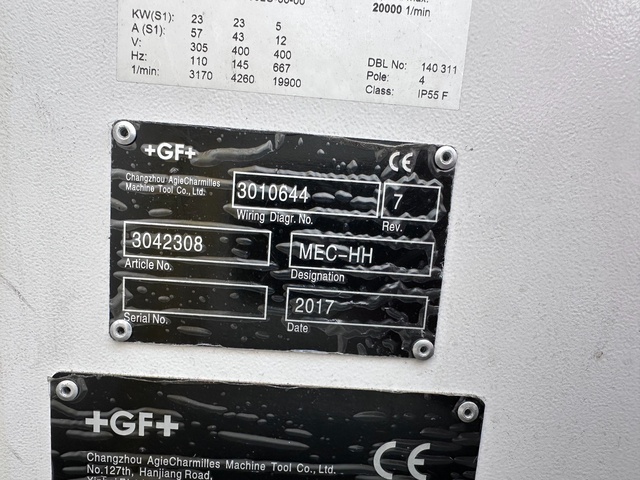 20000 1/min
KW(S1): 23 23 5
A (S1): 57 43 12
V: 305 400 400
Hz: 110 145 667
1/min: 3170 4260 19900
DBL No: 140 311
Pole: 4
Class: IP55 F
+GF+
CE
Changzhou AgieCharmilles
Machine Tool Co., Ltd.
3010644
7
Wiring Diagr. No.
Rev.
3042308
MEC-HH
Article No.
Designation
2017
Serial No.
Date
+GF+
CE
Changzhou AgieCharmilles Machine Tool Co., Ltd.
No.127th, Hanjiang Road,